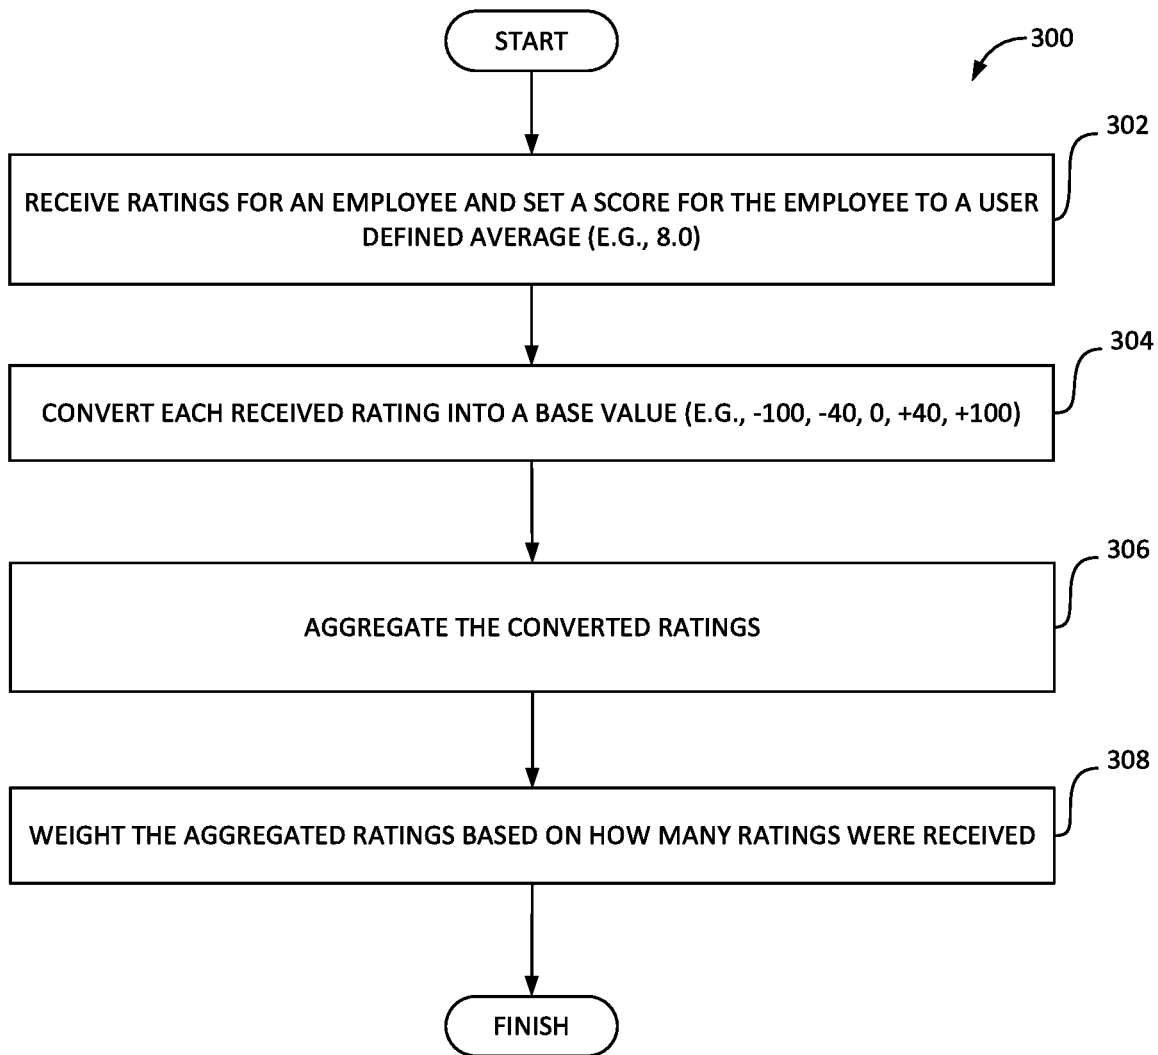 START
300
302
RECEIVE RATINGS FOR AN EMPLOYEE AND SET A SCORE FOR THE EMPLOYEE TO A USER
DEFINED AVERAGE (E.G., 8.0)
304
CONVERT EACH RECEIVED RATING INTO A BASE VALUE (E.G., -100, -40, 0, +40, +100)
306
AGGREGATE THE CONVERTED RATINGS
308
WEIGHT THE AGGREGATED RATINGS BASED ON HOW MANY RATINGS WERE RECEIVED
FINISH